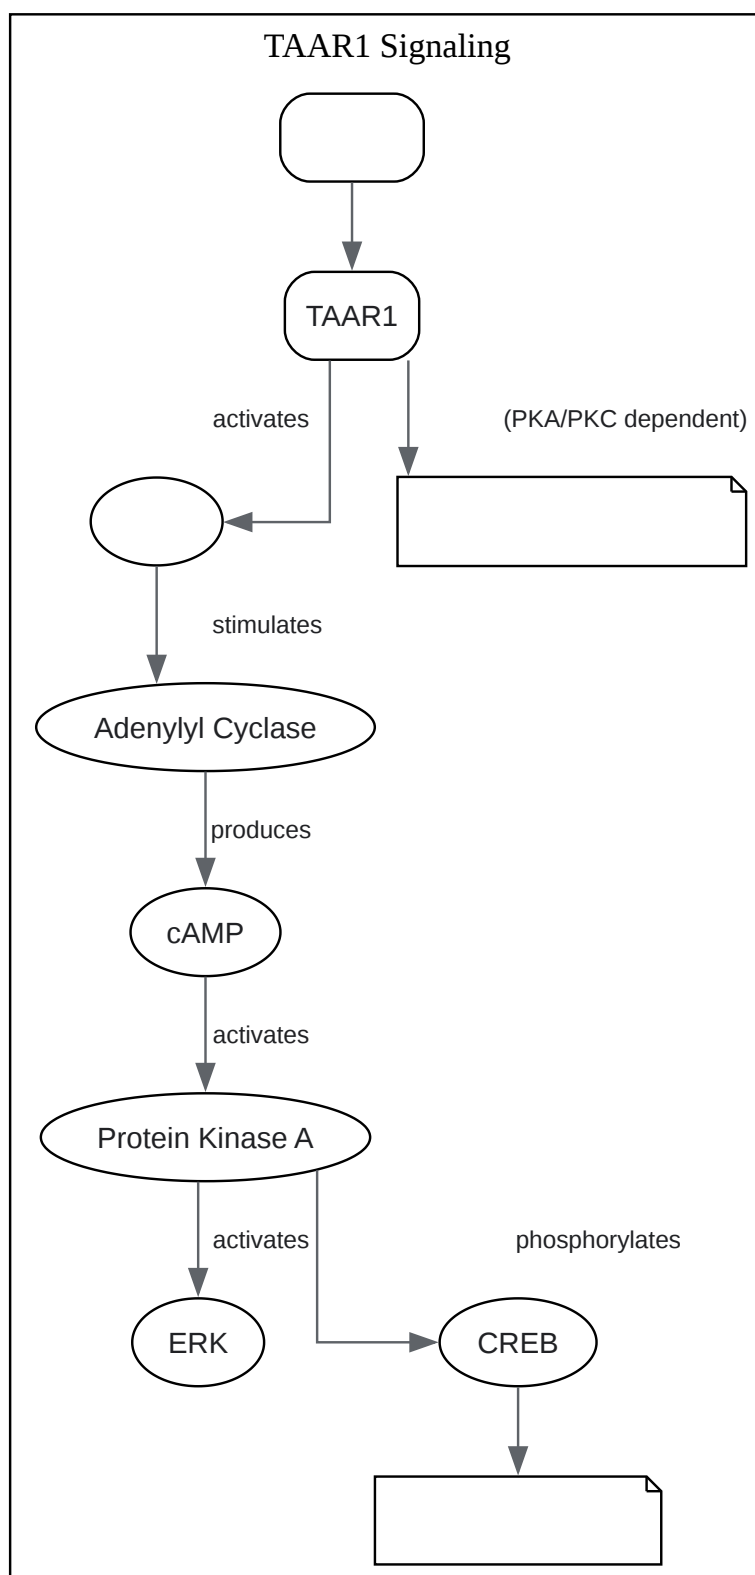 TAAR1 Signaling
TAAR1
activates
(PKA/PKC dependent)
stimulates
Adenylyl Cyclase
produces
cAMP
activates
Protein Kinase A
activates
phosphorylates
ERK
CREB